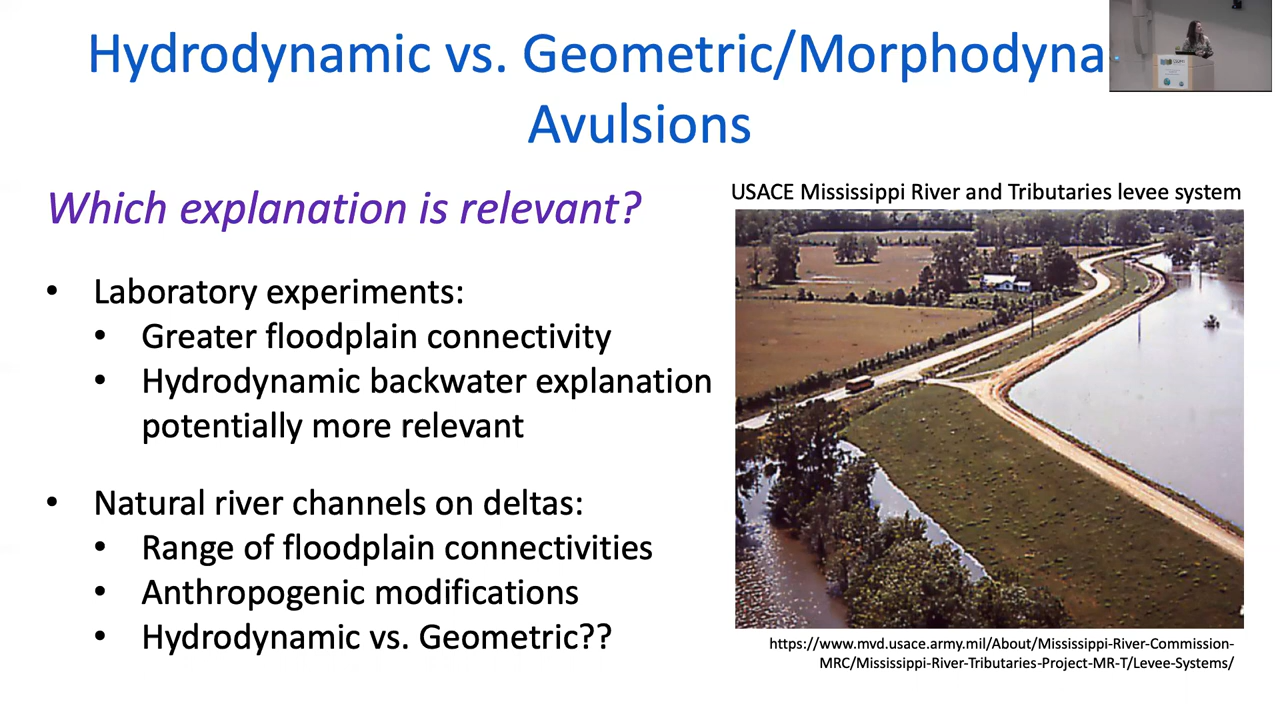 Hydrodynamic vs. Geometric/Morphodyna
Avulsions
Which explanation is relevant?
USACE Mississippi River and Tributaries levee system
• Laboratory experiments:
• Greater floodplain connectivity
• Hydrodynamic backwater explanation
potentially more relevant
• Natural river channels on deltas:
• Range of floodplain connectivities
• Anthropogenic modifications
• Hydrodynamic vs. Geometric??
https://www.mvd.usace.army.mil/About/Mississippi-River-Commission-
MRC/Mississippi-River-Tributaries-Project-MR-T/Levee-Systems/